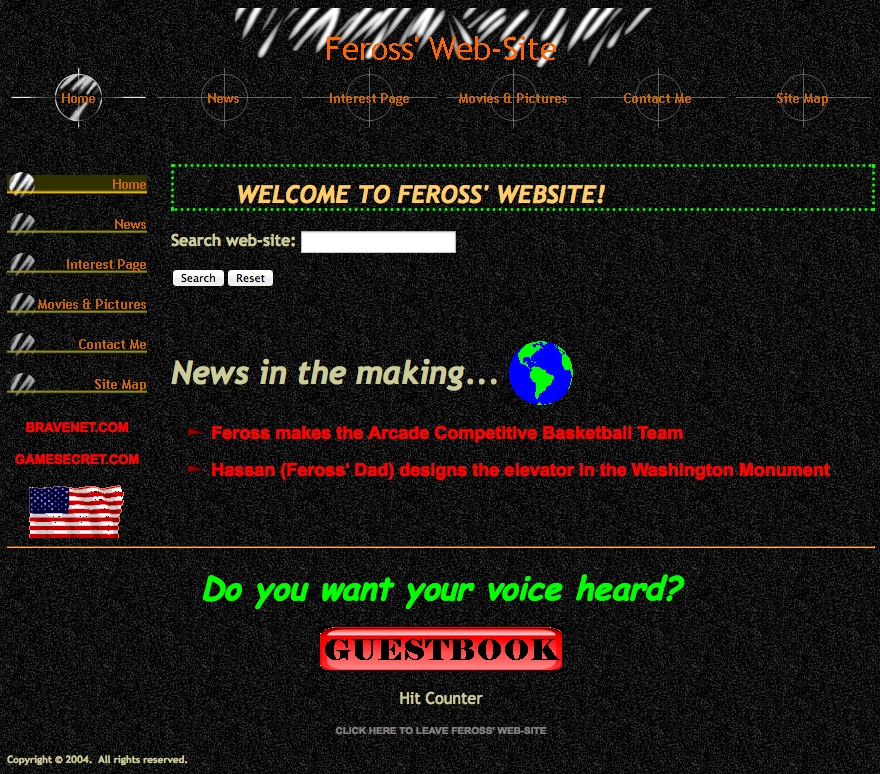 Feross' Web-Site
Home News Interest Page Movies & Pictures Contact Me Site Map
Home
News
Interest Page
Movies & Pictures
Contact Me
Site Map
BRAVENET.COM
GAMESECRET.COM
WELCOME TO FEROSS' WEBSITE!
Search web-site:
Search Reset
News in the making...
Feross makes the Arcade Competitive Basketball Team
Hassan (Feross' Dad) designs the elevator in the Washington Monument
Do you want your voice heard?
GUESTBOOK
Hit Counter
CLICK HERE TO LEAVE FEROSS' WEB-SITE
Copyright © 2004.  All rights reserved.